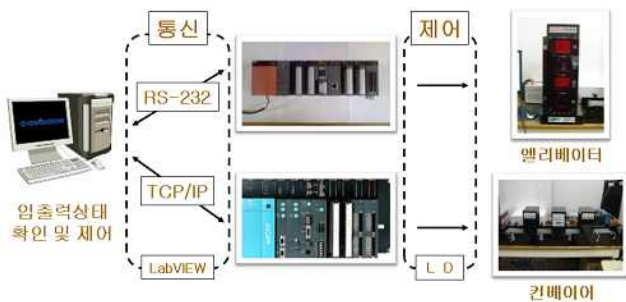 통신
제어
RS-232
TCP/IP
LabVIEW
L D
입출력상태
확인 및 제어
엘리베이터
컨베이어